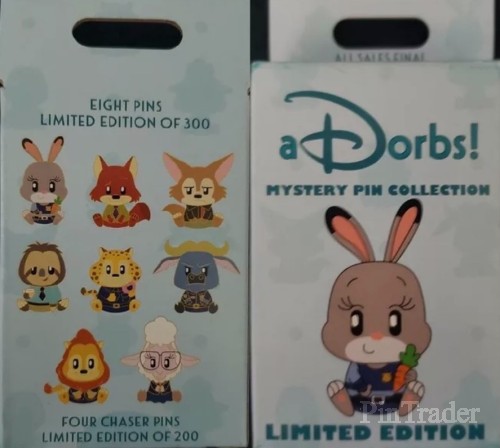 EIGHT PINS
LIMITED EDITION OF 300
FOUR CHASER PINS
LIMITED EDITION OF 200
ALL SALES FINAL
aDorbs!
MYSTERY PIN COLLECTION
LIMITED EDITION
PinTrader